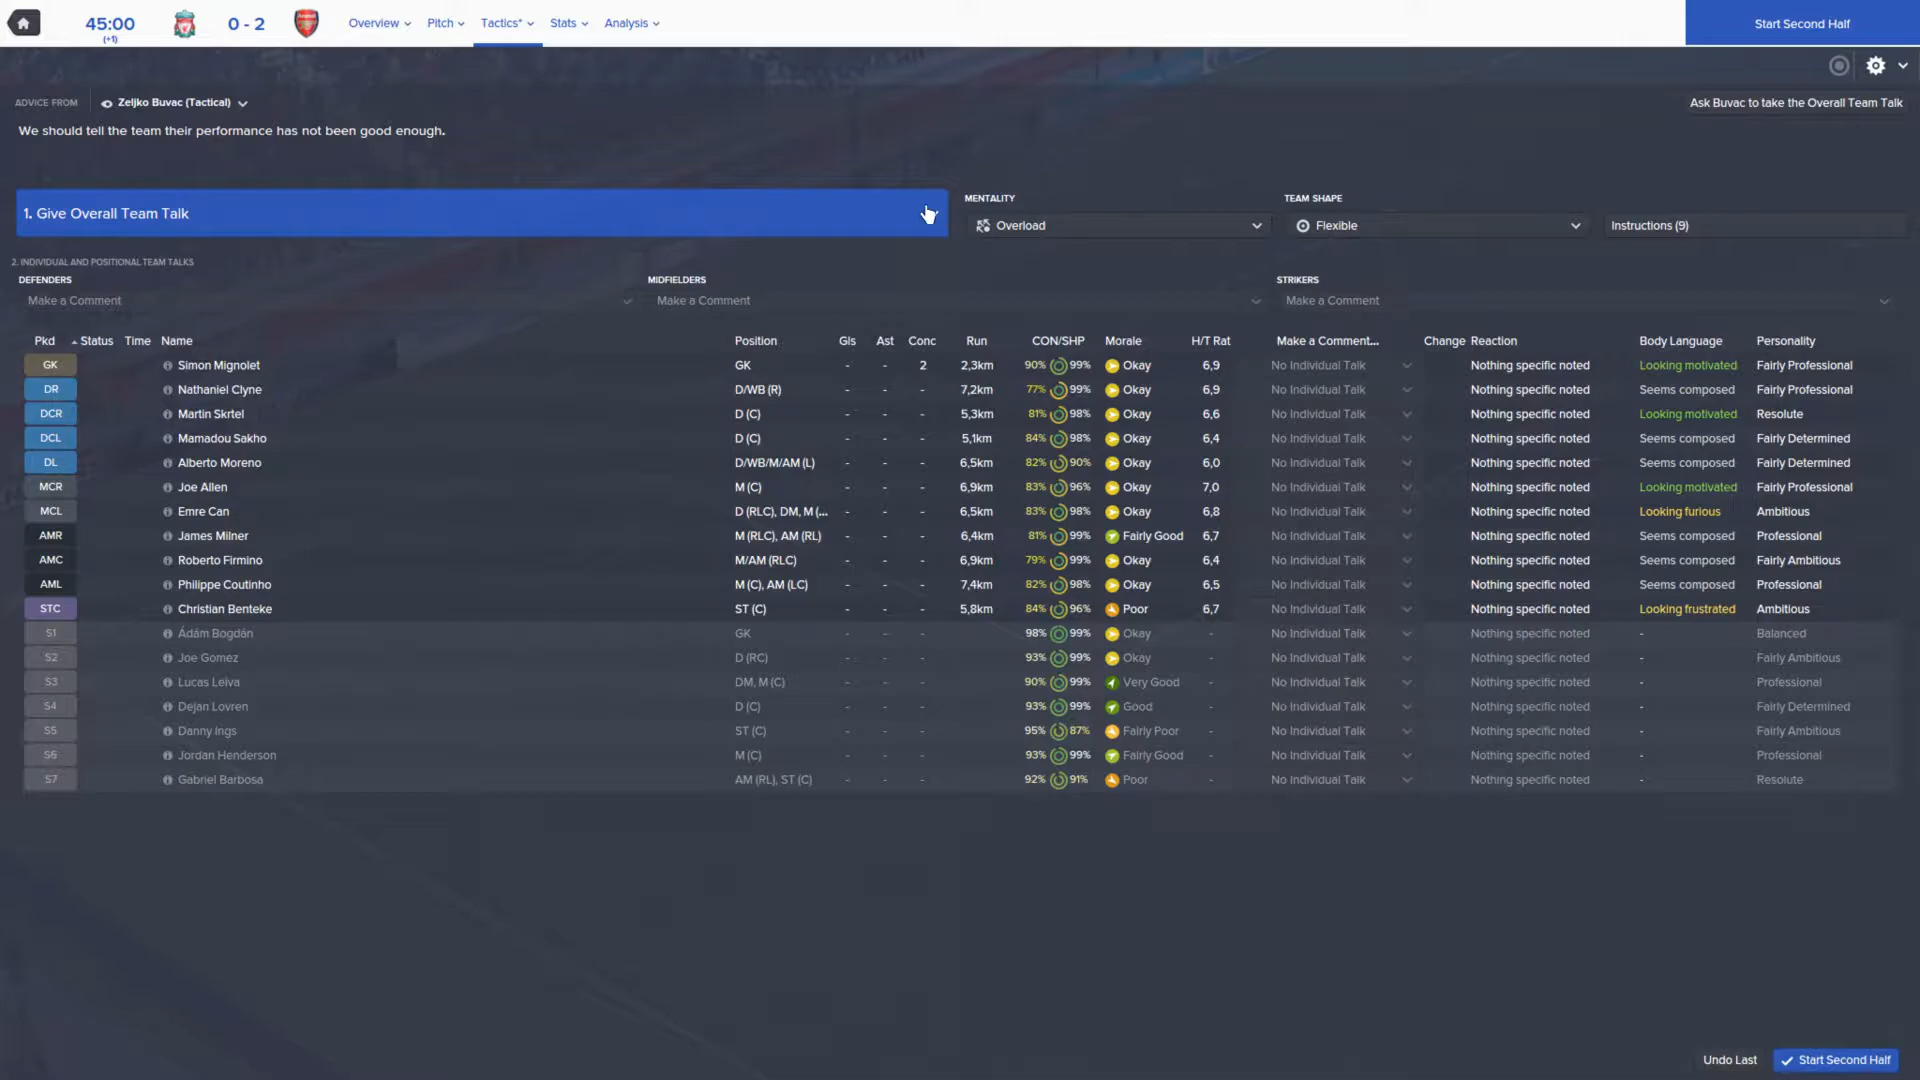 45:00 0 - 2 Overview Pitch Tactics* Stats Analysis Start Second Half
(+1)
ADVICE FROM Zeljko Buvac (Tactical) Ask Buvac to take the Overall Team Talk
We should tell the team their performance has not been good enough.
MENTALITY TEAM SHAPE
1. Give Overall Team Talk Overload Flexible Instructions (9)
2. INDIVIDUAL AND POSITIONAL TEAM TALKS
DEFENDERS MIDFIELDERS STRIKERS
Make a Comment Make a Comment Make a Comment
Pkd Status Time Name Position Gls Ast Conc Run CON/SHP Morale H/T Rat Make a Comment... Change Reaction Body Language Personality
GK Simon Mignolet GK - - 2 2,3km 90% 99% Okay 6,9 No Individual Talk Nothing specific noted Looking motivated Fairly Professional
DR Nathaniel Clyne D/WB (R) - - - 7,2km 77% 99% Okay 6,9 No Individual Talk Nothing specific noted Seems composed Fairly Professional
DCR Martin Skrtel D (C) - - - 5,3km 81% 98% Okay 6,6 No Individual Talk Nothing specific noted Looking motivated Resolute
DCL Mamadou Sakho D (C) - - - 5,1km 84% 98% Okay 6,4 No Individual Talk Nothing specific noted Seems composed Fairly Determined
DL Alberto Moreno D/WB/M/AM (L) - - - 6,5km 82% 90% Okay 6,0 No Individual Talk Nothing specific noted Seems composed Fairly Determined
MCR Joe Allen M (C) - - - 6,9km 83% 96% Okay 7,0 No Individual Talk Nothing specific noted Looking motivated Fairly Professional
MCL Emre Can D (RLC), DM, M (... - - - 6,5km 83% 98% Okay 6,8 No Individual Talk Nothing specific noted Looking furious Ambitious
AMR James Milner M (RLC), AM (RL) - - - 6,4km 81% 99% Fairly Good 6,7 No Individual Talk Nothing specific noted Seems composed Professional
AMC Roberto Firmino M/AM (RLC) - - - 6,9km 79% 99% Okay 6,4 No Individual Talk Nothing specific noted Seems composed Fairly Ambitious
AML Philippe Coutinho M (C), AM (LC) - - - 7,4km 82% 98% Okay 6,5 No Individual Talk Nothing specific noted Seems composed Professional
STC Christian Benteke ST (C) - - - 5,8km 84% 96% Poor 6,7 No Individual Talk Nothing specific noted Looking frustrated Ambitious
S1 Ádám Bogdán GK - - - 98% 99% Okay - No Individual Talk Nothing specific noted - Balanced
S2 Joe Gomez D (RC) - - - 93% 99% Okay - No Individual Talk Nothing specific noted - Fairly Ambitious
S3 Lucas Leiva DM, M (C) - - - 90% 99% Very Good - No Individual Talk Nothing specific noted - Professional
S4 Dejan Lovren D (C) - - - 93% 99% Good - No Individual Talk Nothing specific noted - Fairly Determined
S5 Danny Ings ST (C) - - - 95% 87% Fairly Poor - No Individual Talk Nothing specific noted - Fairly Ambitious
S6 Jordan Henderson M (C) - - - 93% 99% Fairly Good - No Individual Talk Nothing specific noted - Professional
S7 Gabriel Barbosa AM (RL), ST (C) - - - 92% 91% Poor - No Individual Talk Nothing specific noted - Resolute
Undo Last Start Second Half